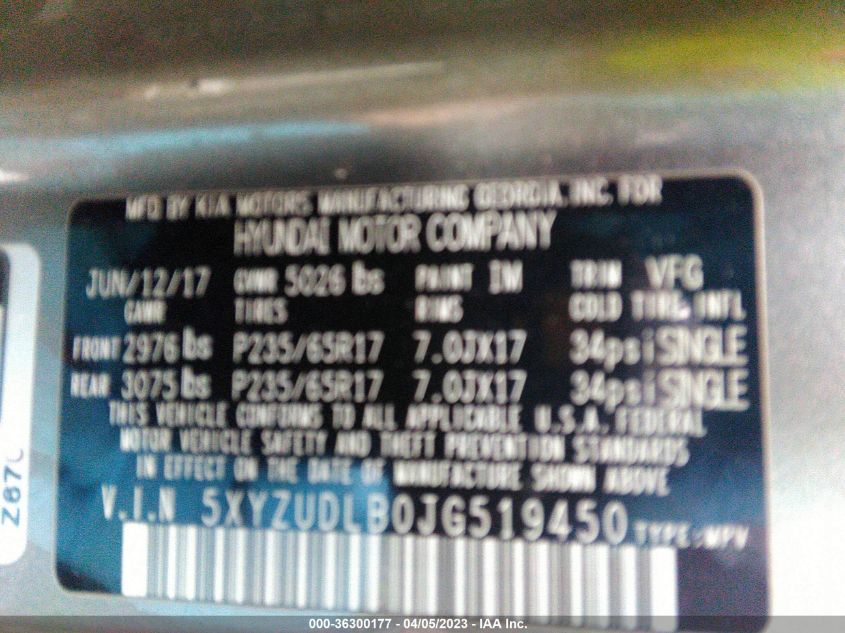 MFD BY KIA MOTORS MANUFACTURING GEORGIA, INC. FOR
HYUNDAI MOTOR COMPANY
JUN/12/17 GVWR 5026 lbs PAINT IM TRIM VFG
GAWR TIRES RIMS COLD TIRE INFL
FRONT 2976 lbs P235/65R17 7.0JX17 34psi SINGLE
REAR 3075 lbs P235/65R17 7.0JX17 34psi SINGLE
THIS VEHICLE CONFORMS TO ALL APPLICABLE U.S.A. FEDERAL
MOTOR VEHICLE SAFETY AND THEFT PREVENTION STANDARDS
IN EFFECT ON THE DATE OF MANUFACTURE SHOWN ABOVE
V.I.N 5XYZUDLB0JG519450 TYPE:MPV
000-36300177 - 04/05/2023 - IAA Inc.